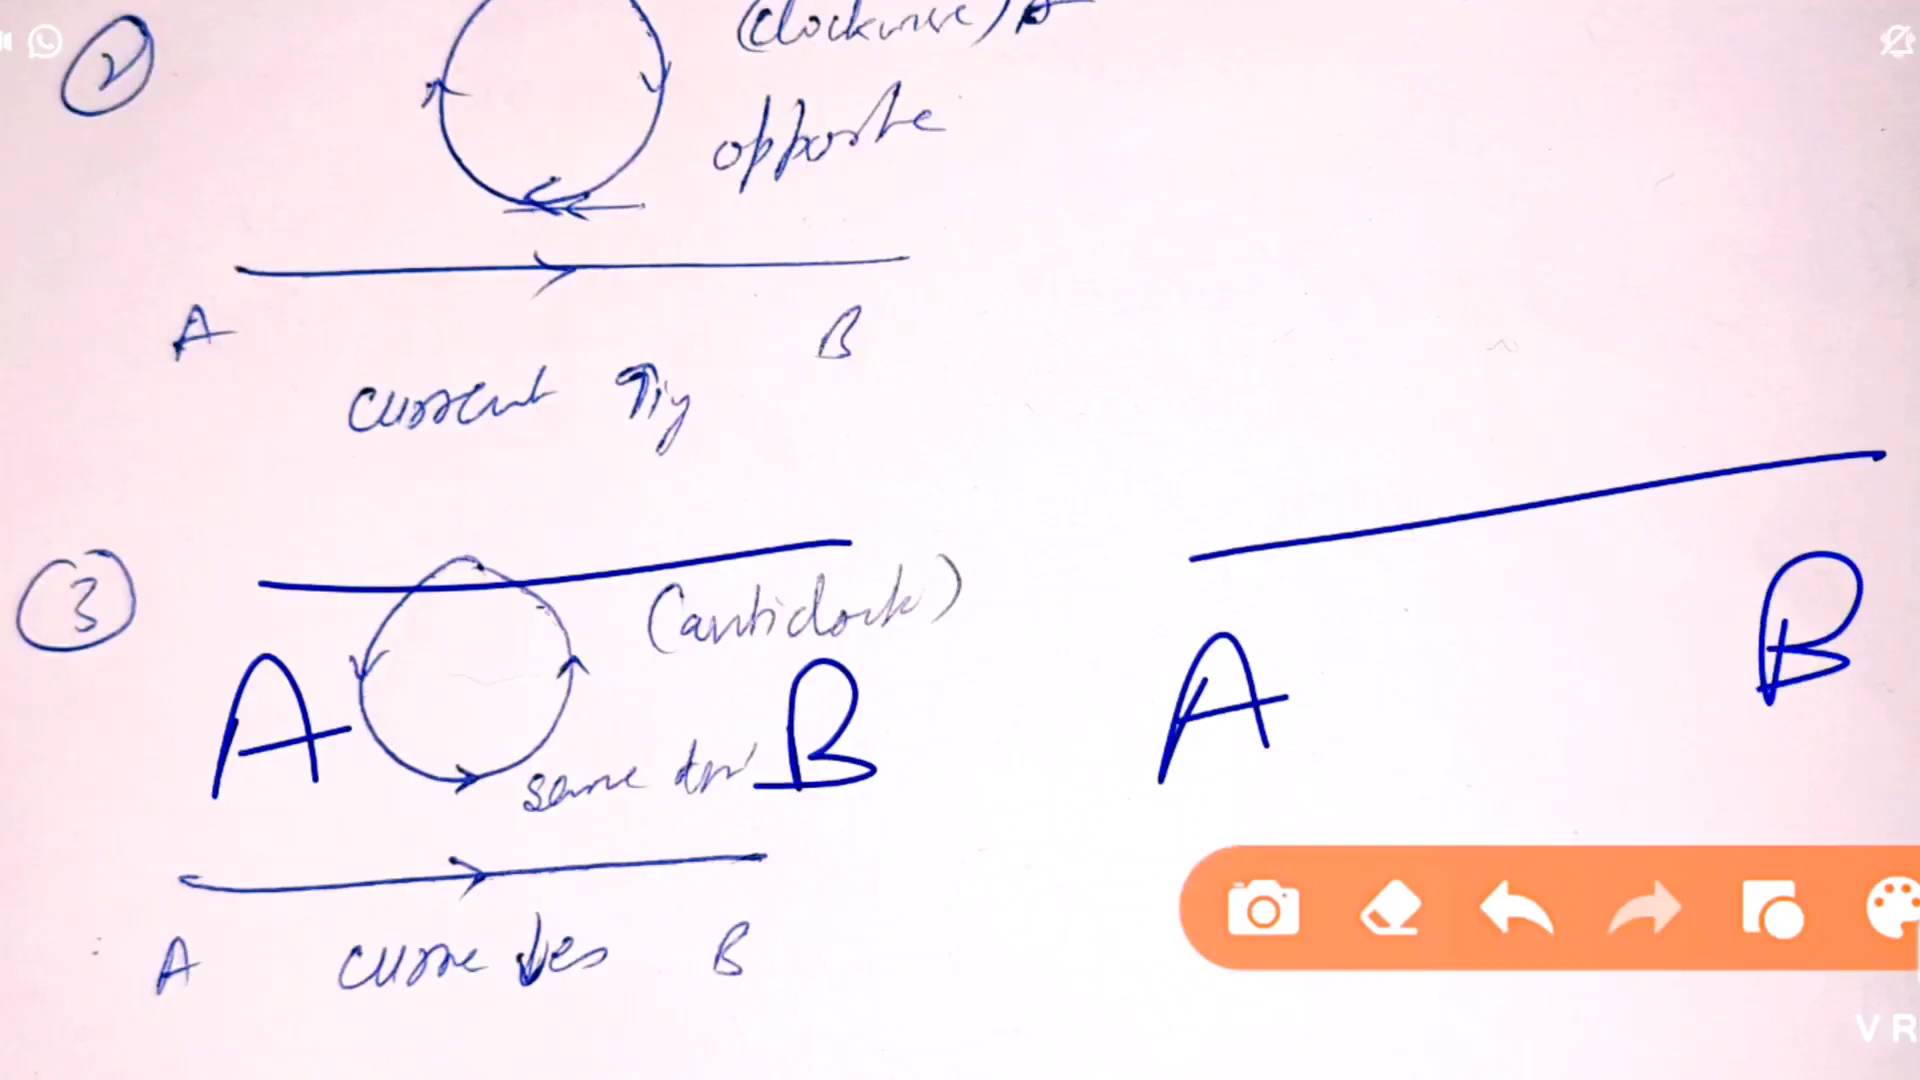 2
(clockwise)
opposite
A B
current
3
(anticlock)
A B A B
same
A B